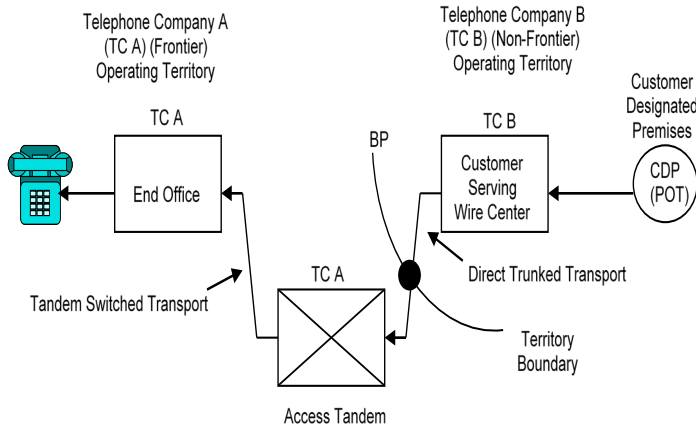 Telephone Company A
(TC A) (Frontier)
Operating Territory
Telephone Company B
(TC B) (Non-Frontier)
Operating Territory
Customer
Designated
Premises
TC A
TC B
BP
End Office
Customer
Serving
Wire Center
CDP
(POT)
Tandem Switched Transport
TC A
Direct Trunked Transport
Territory
Boundary
Access Tandem